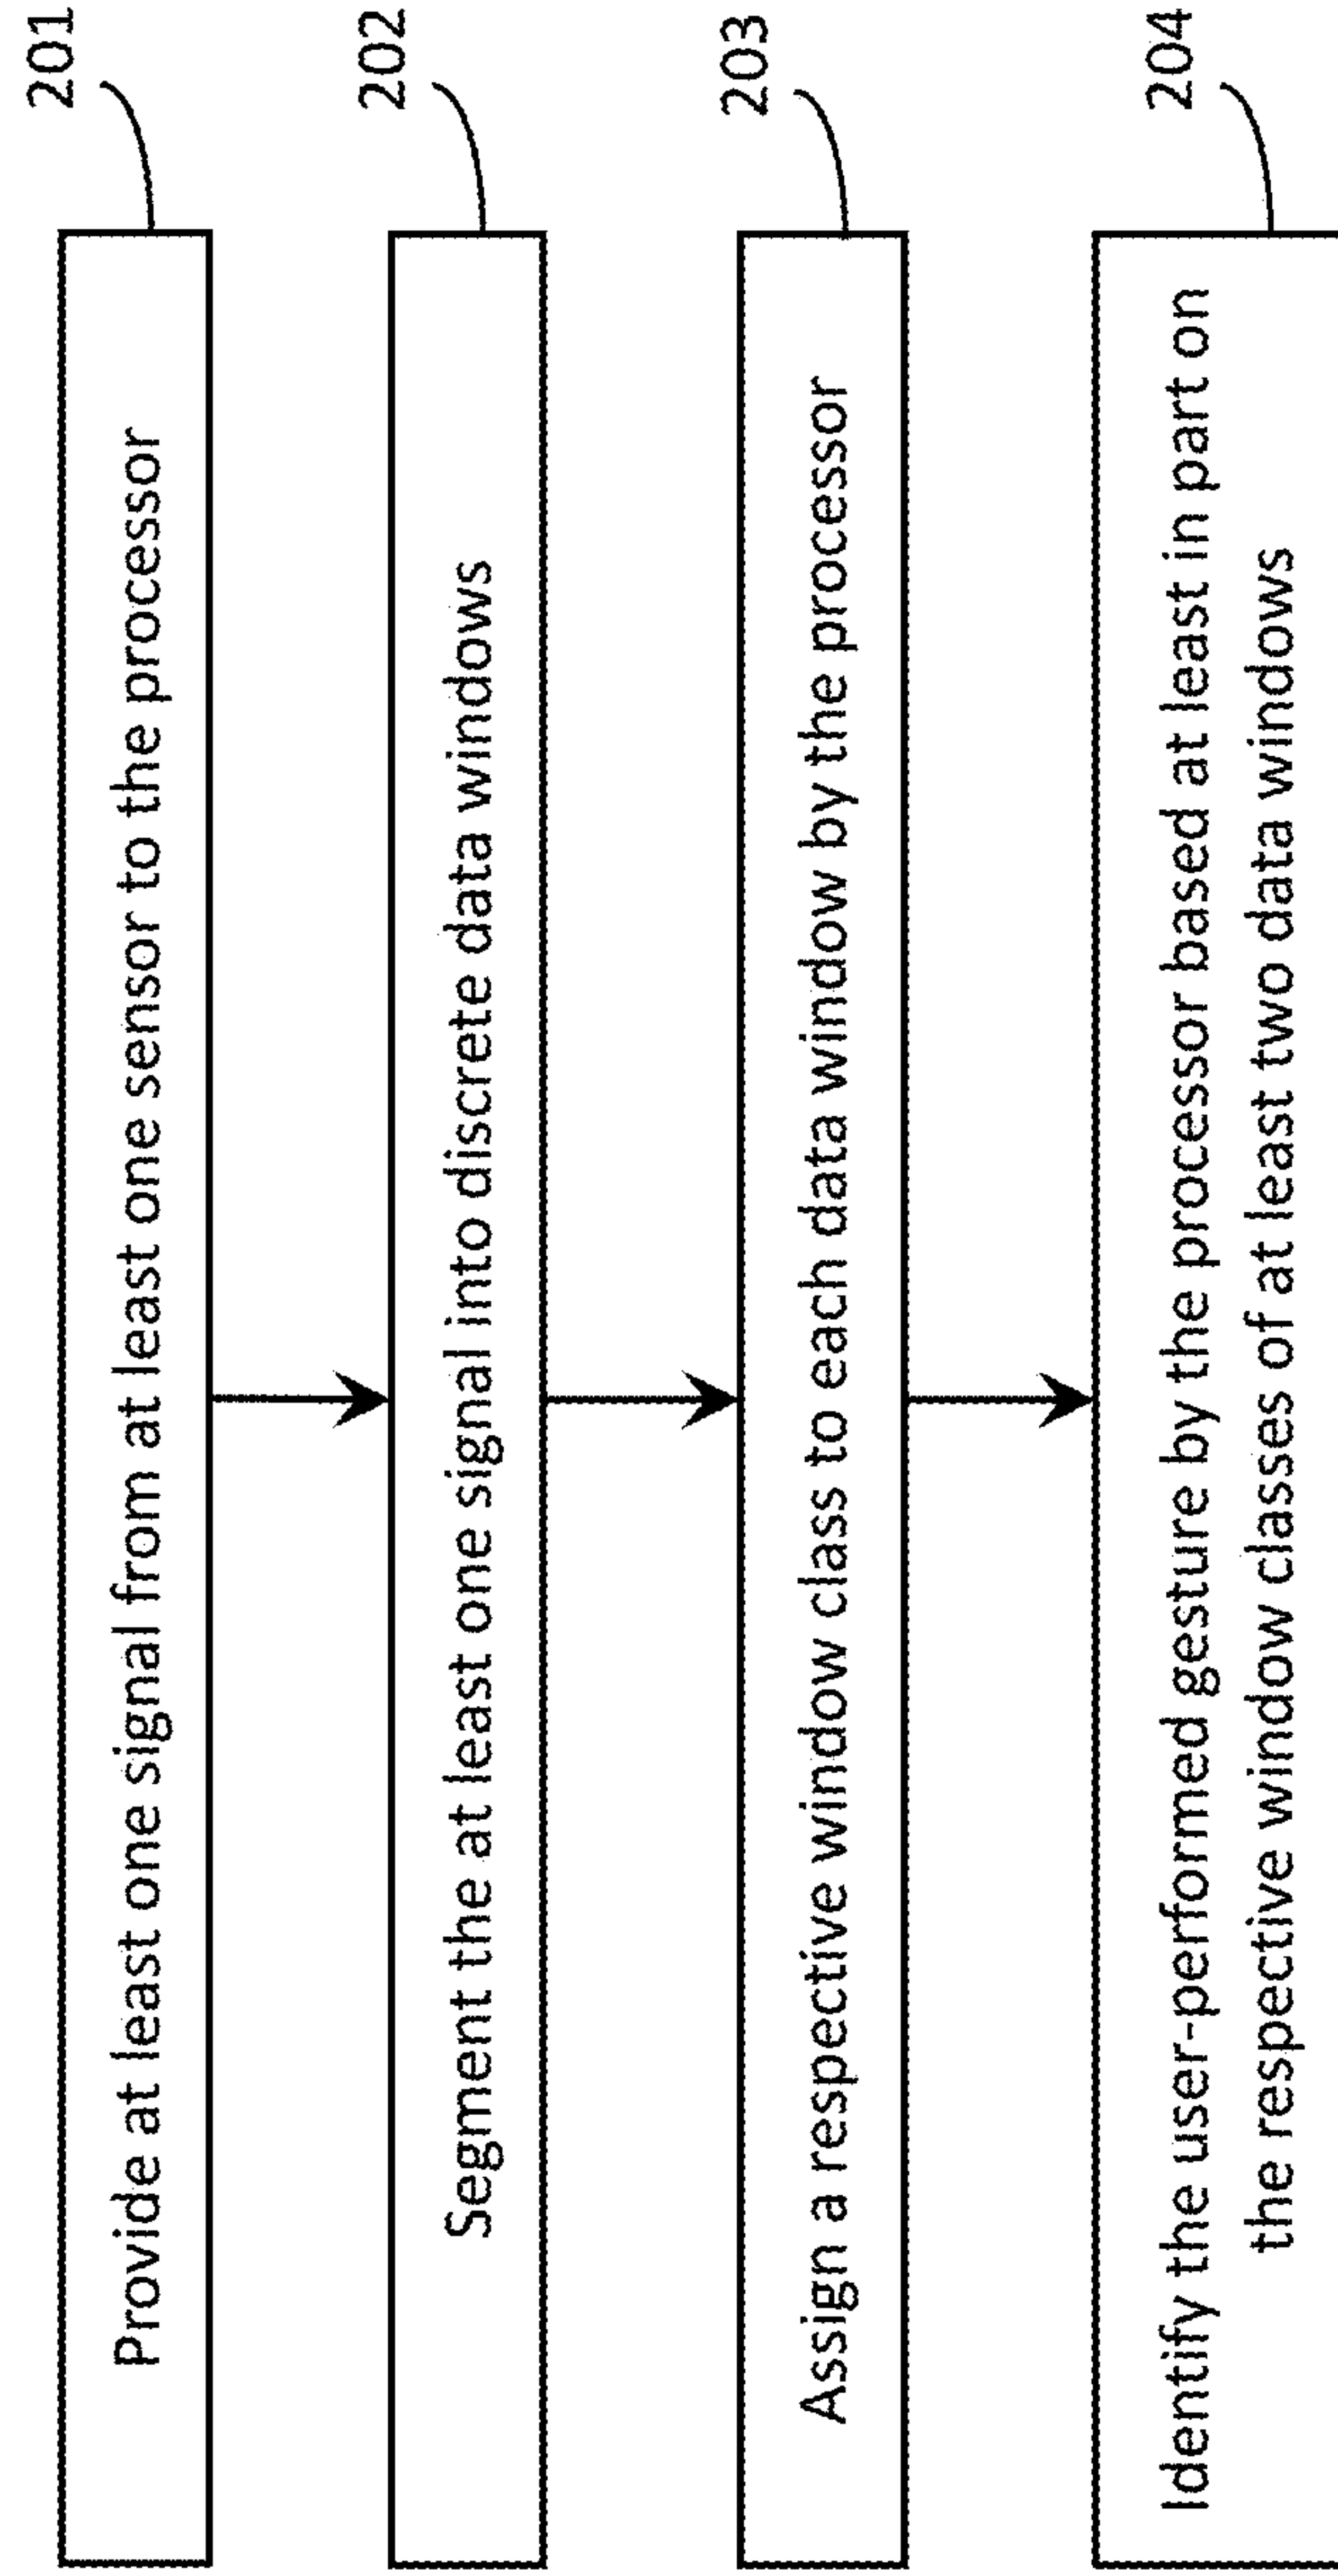 201
Provide at least one signal from at least one sensor to the processor
202
Segment the at least one signal into discrete data windows
203
Assign a respective window class to each data window by the processor
204
Identify the user-performed gesture by the processor based at least in part on
the respective window classes of at least two data windows